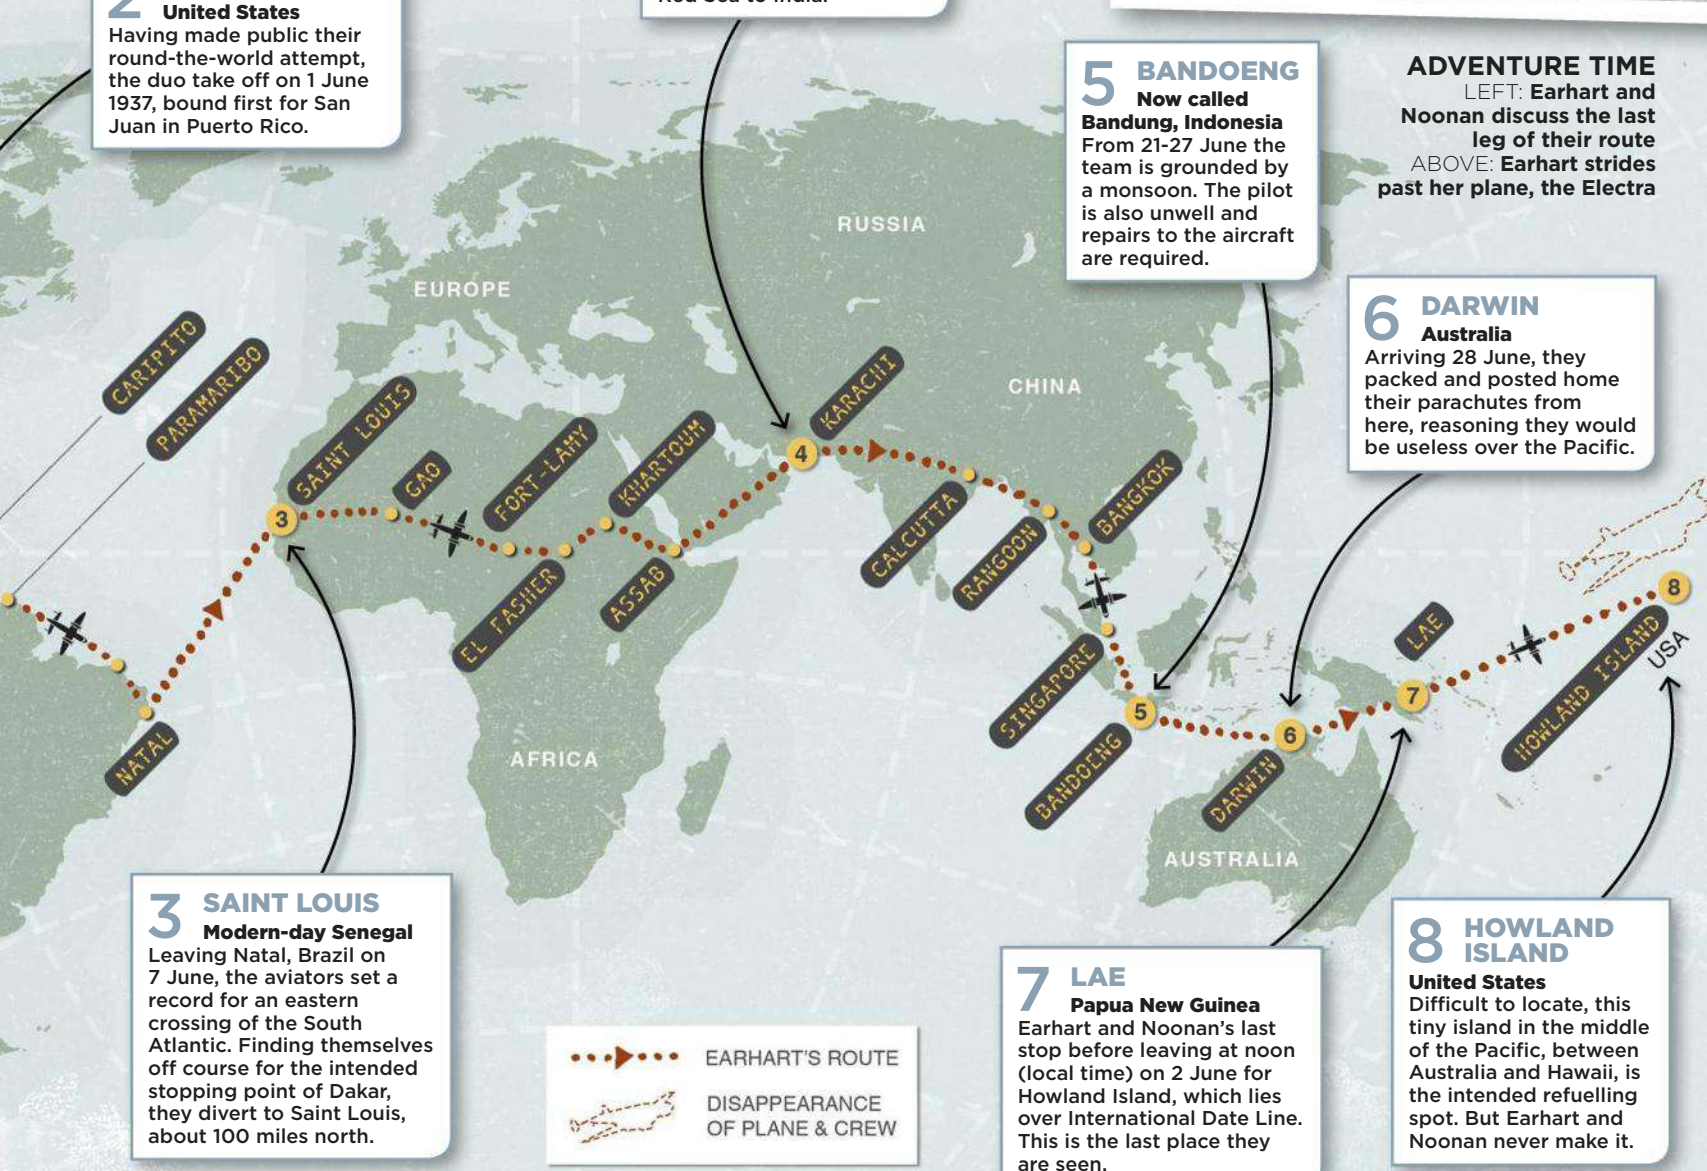 2
United States
Having made public their
round-the-world attempt,
the duo take off on 1 June
1937, bound first for San
Juan in Puerto Rico.
Red Sea to India.
5 BANDOENG
Now called
Bandung, Indonesia
From 21-27 June the
team is grounded by
a monsoon. The pilot
is also unwell and
repairs to the aircraft
are required.
ADVENTURE TIME
LEFT: Earhart and
Noonan discuss the last
leg of their route
ABOVE: Earhart strides
past her plane, the Electra
6 DARWIN
Australia
Arriving 28 June, they
packed and posted home
their parachutes from
here, reasoning they would
be useless over the Pacific.
RUSSIA
EUROPE
CHINA
AFRICA
AUSTRALIA
CARIPITO
PARAMARIBO
NATAL
3
SAINT LOUIS
GAO
FORT-LAMY
EL FASHER
KHARTOUM
ASSAB
4
KARACHI
CALCUTTA
RANGOON
BANGKOK
SINGAPORE
5
BANDOENG
6
DARWIN
7
LAE
8
HOWLAND ISLAND
USA
3 SAINT LOUIS
Modern-day Senegal
Leaving Natal, Brazil on
7 June, the aviators set a
record for an eastern
crossing of the South
Atlantic. Finding themselves
off course for the intended
stopping point of Dakar,
they divert to Saint Louis,
about 100 miles north.
EARHART'S ROUTE
DISAPPEARANCE
OF PLANE & CREW
7 LAE
Papua New Guinea
Earhart and Noonan's last
stop before leaving at noon
(local time) on 2 June for
Howland Island, which lies
over International Date Line.
This is the last place they
are seen.
8 HOWLAND
ISLAND
United States
Difficult to locate, this
tiny island in the middle
of the Pacific, between
Australia and Hawaii, is
the intended refuelling
spot. But Earhart and
Noonan never make it.